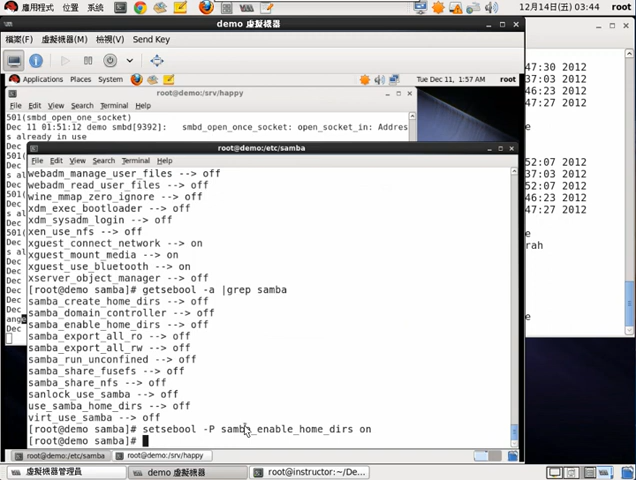 應用程式 位置 系統 12月14日(五) 03:44 root
demo 虛擬機器
檔案(F) 虛擬機器(M) 檢視(V) Send Key
Applications Places System Tue Dec 11, 1:57 AM root
root@demo:/srv/happy
File Edit View Search Terminal Help
501(smbd_open_one_socket)
Dec 11 01:51:12 demo smbd[9392]: smbd_open_once_socket: open_socket_in: Addres
s already in use
root@demo:/etc/samba
File Edit View Search Terminal Help
webadm_manage_user_files --> off
webadm_read_user_files --> off
wine_mmap_zero_ignore --> off
xdm_exec_bootloader --> off
xdm_sysadm_login --> off
xen_use_nfs --> off
xguest_connect_network --> on
xguest_mount_media --> on
xguest_use_bluetooth --> on
xserver_object_manager --> off
[root@demo samba]# getsebool -a |grep samba
samba_create_home_dirs --> off
samba_domain_controller --> off
samba_enable_home_dirs --> off
samba_export_all_ro --> off
samba_export_all_rw --> off
samba_run_unconfined --> off
samba_share_fusefs --> off
samba_share_nfs --> off
sanlock_use_samba --> off
use_samba_home_dirs --> off
virt_use_samba --> off
[root@demo samba]# setsebool -P samba_enable_home_dirs on
[root@demo samba]#
47:30 2012
37:03 2012
46:23 2012
47:27 2012
52:07 2012
37:03 2012
46:23 2012
47:27 2012
e
rah
e
root@demo:/etc/samba root@demo:/srv/happy
虛擬機器管理員 demo 虛擬機器 root@instructor:/De...